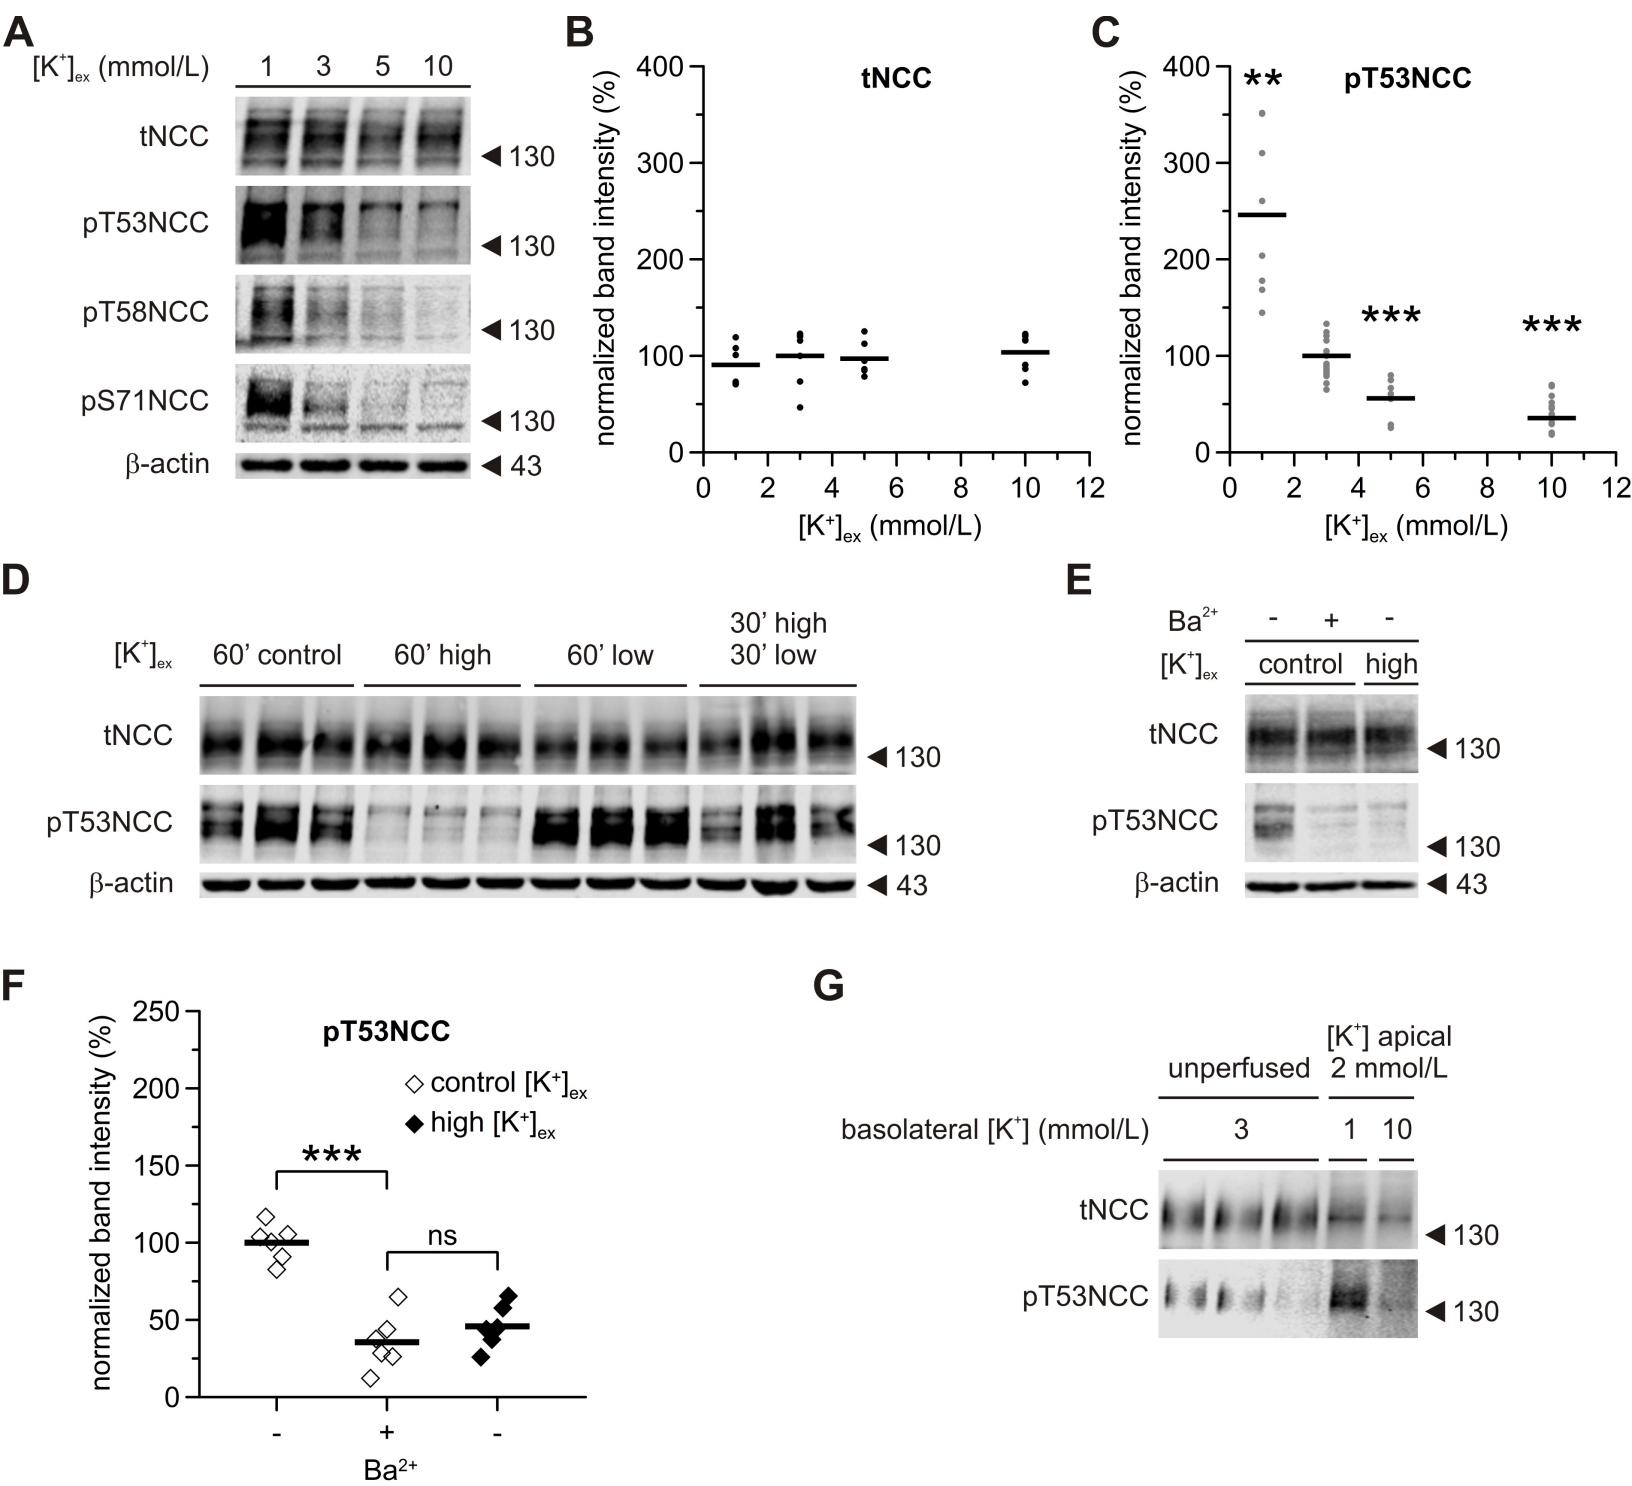 A
[K⁺]ex (mmol/L) 1 3 5 10
tNCC
130
pT53NCC
130
pT58NCC
130
pS71NCC
130
β-actin
43
B
tNCC
normalized band intensity (%)
400
300
200
100
0
0 2 4 6 8 10 12
[K⁺]ex (mmol/L)
C
pT53NCC
normalized band intensity (%)
400
300
200
100
0
**
***
***
0 2 4 6 8 10 12
[K⁺]ex (mmol/L)
D
[K⁺]ex
60’ control
60’ high
60’ low
30’ high
30’ low
tNCC
130
pT53NCC
130
β-actin
43
E
Ba²⁺ - + -
[K⁺]ex control high
tNCC
130
pT53NCC
130
β-actin
43
F
pT53NCC
normalized band intensity (%)
250
200
150
100
50
0
control [K⁺]ex
high [K⁺]ex
***
ns
- + -
Ba²⁺
G
unperfused
[K⁺] apical
2 mmol/L
basolateral [K⁺] (mmol/L) 3 1 10
tNCC
130
pT53NCC
130